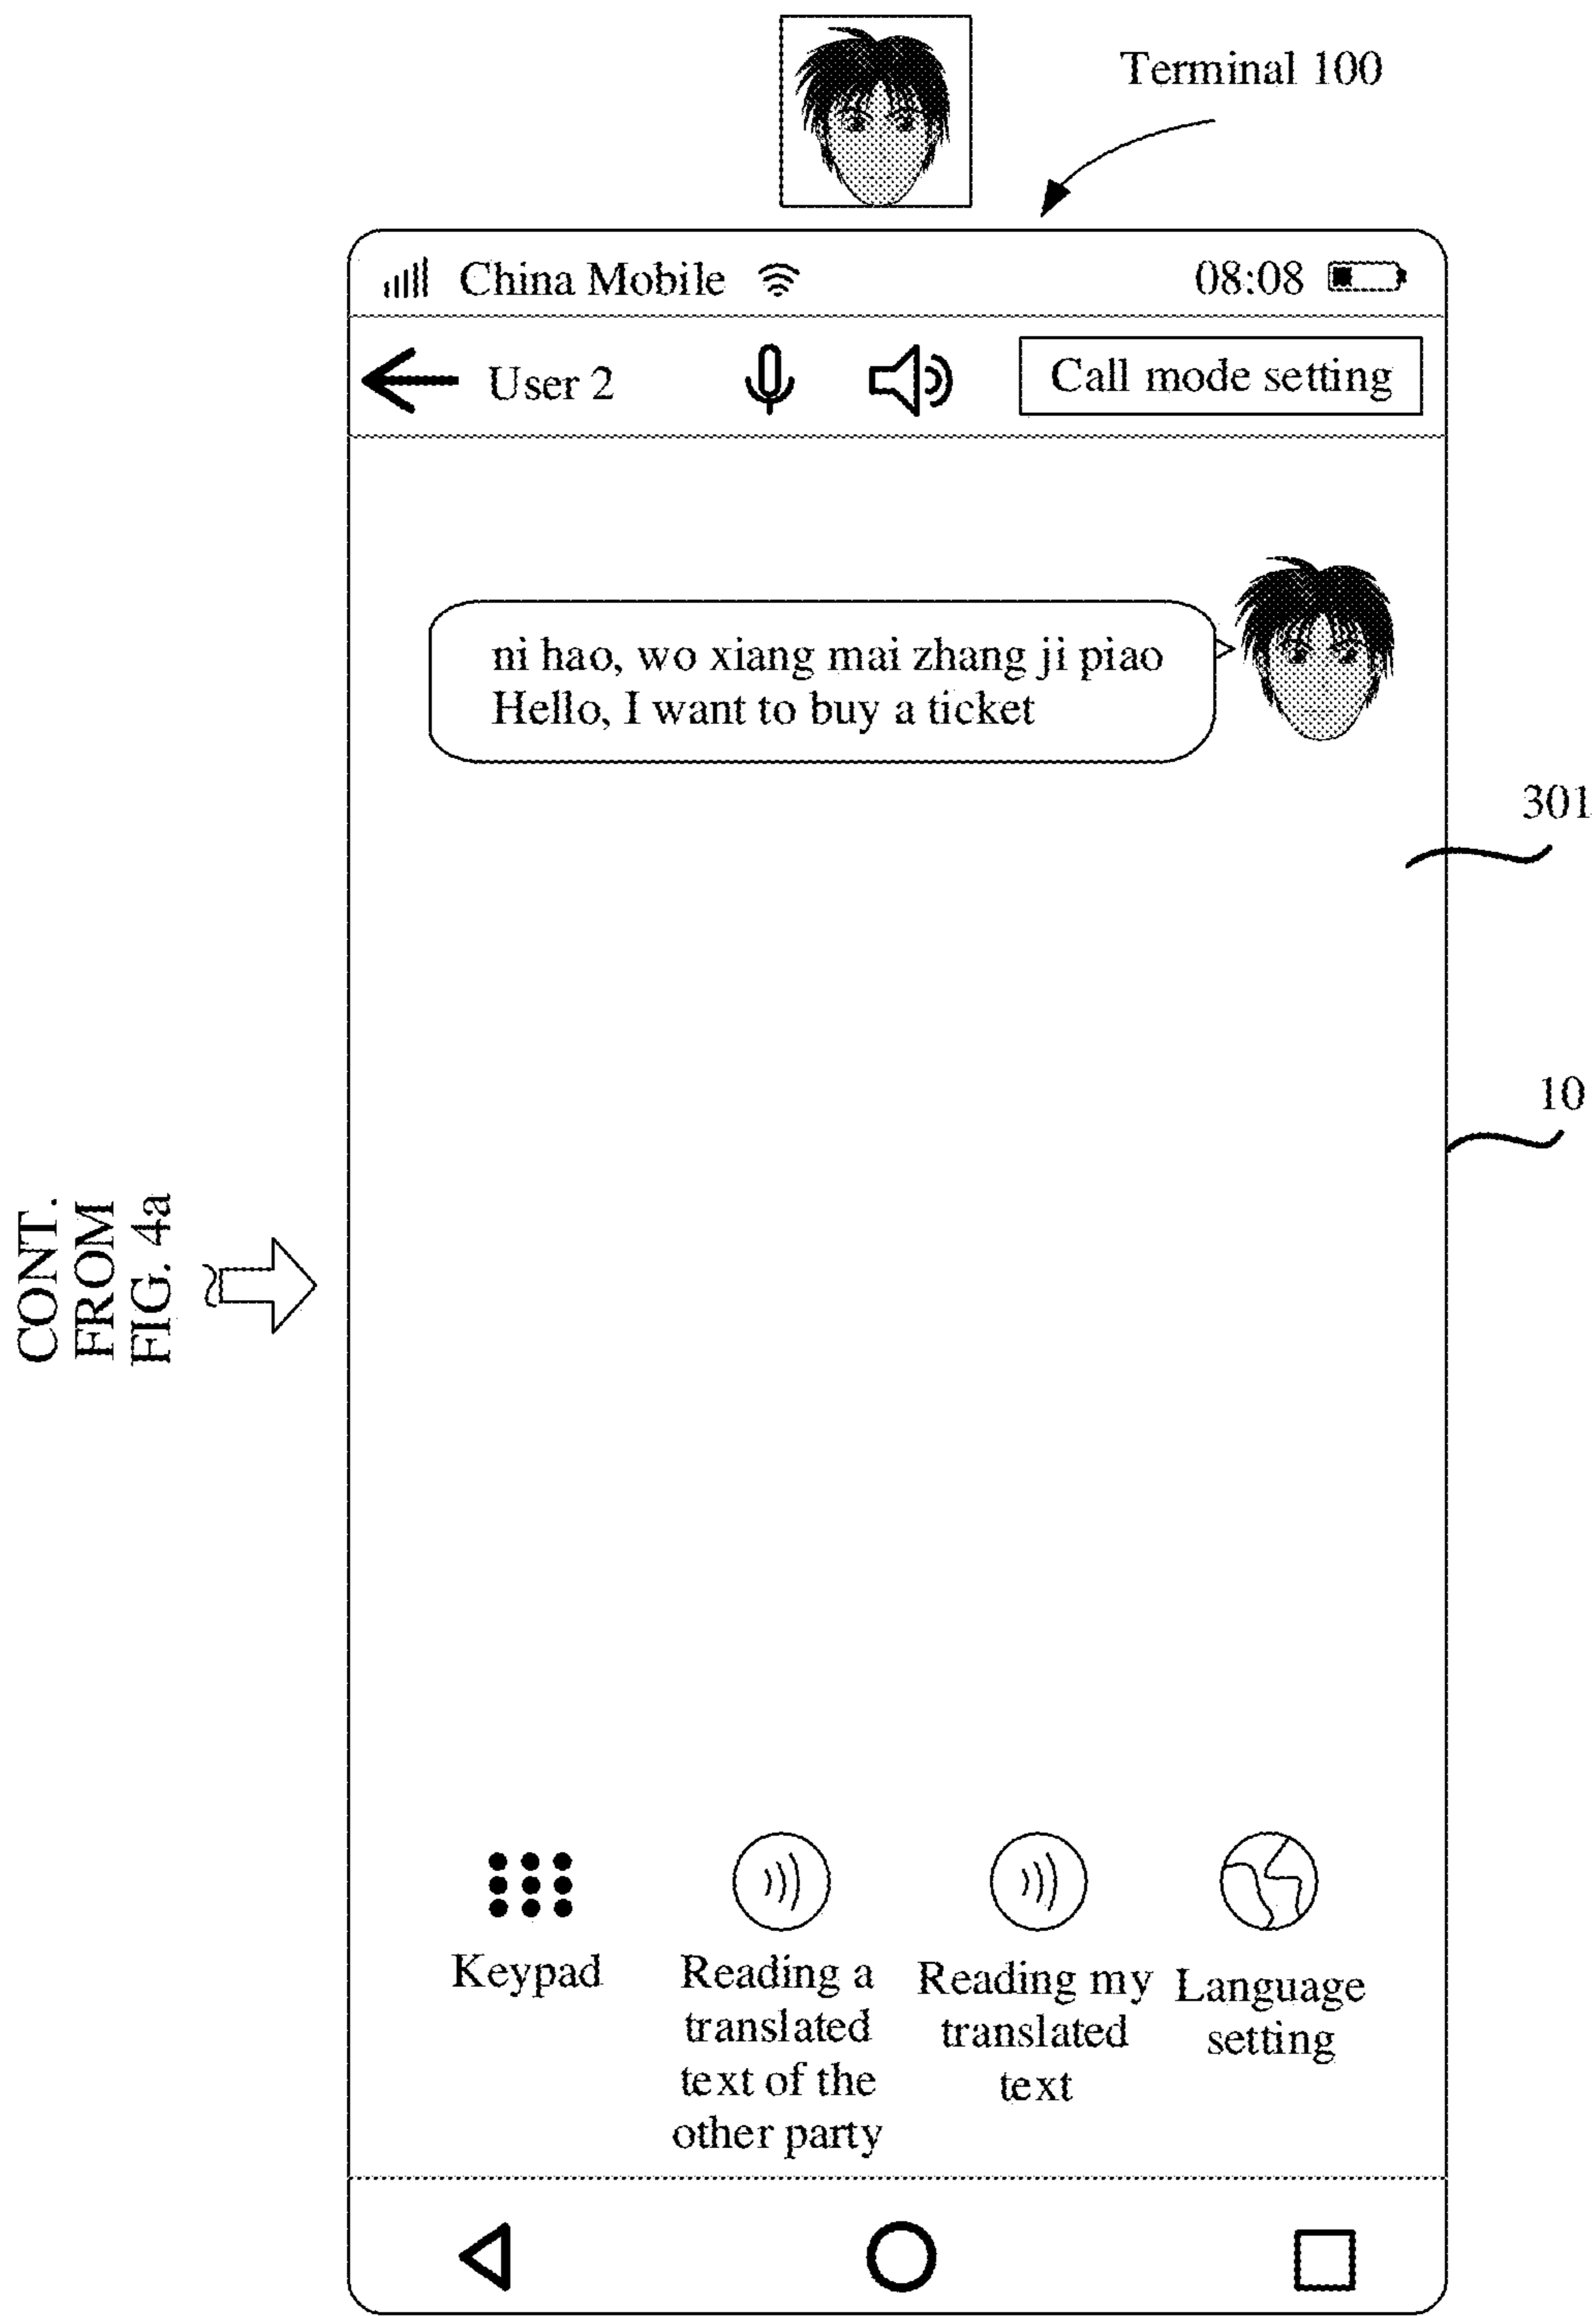 Terminal 100
China Mobile
08:08
User 2
Call mode setting
ni hao, wo xiang mai zhang ji piao
Hello, I want to buy a ticket
301
10
CONT.
FROM
FIG. 4a
Keypad
Reading a
translated
text of the
other party
Reading my
translated
text
Language
setting